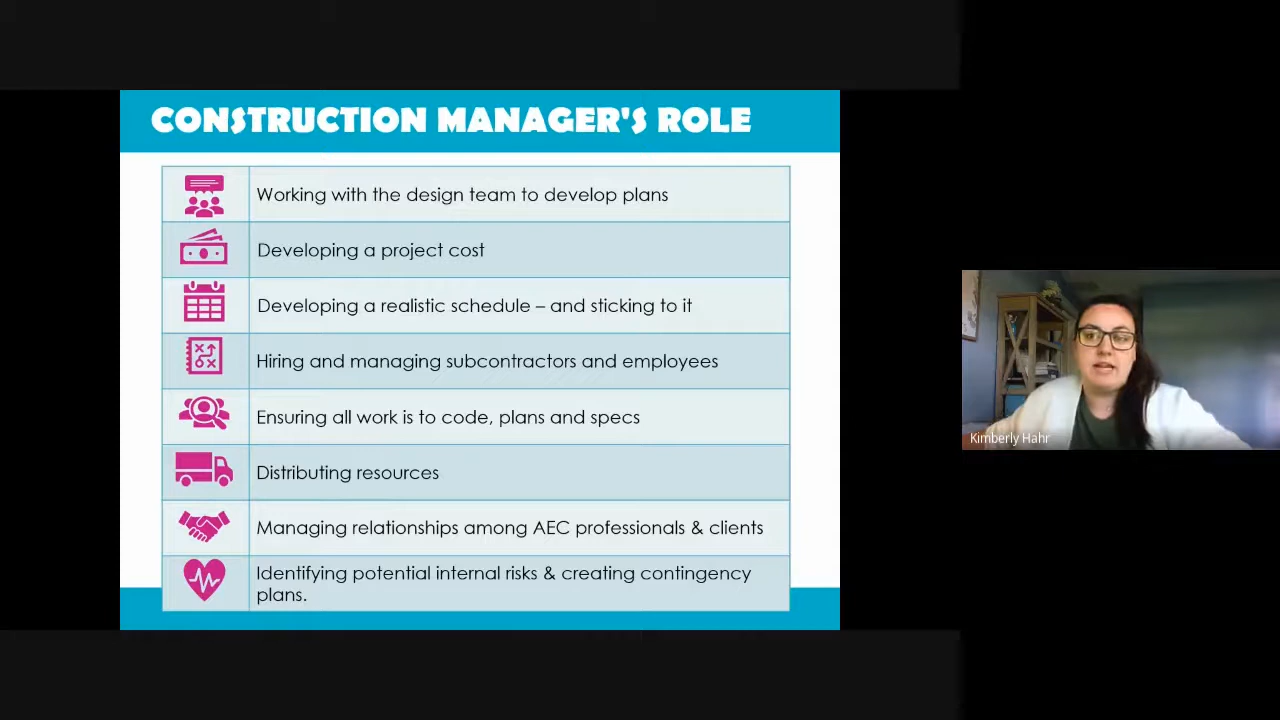 CONSTRUCTION MANAGER'S ROLE
Working with the design team to develop plans
Developing a project cost
Developing a realistic schedule – and sticking to it
Hiring and managing subcontractors and employees
Ensuring all work is to code, plans and specs
Distributing resources
Managing relationships among AEC professionals & clients
Identifying potential internal risks & creating contingency
plans.
Kimberly Hahr